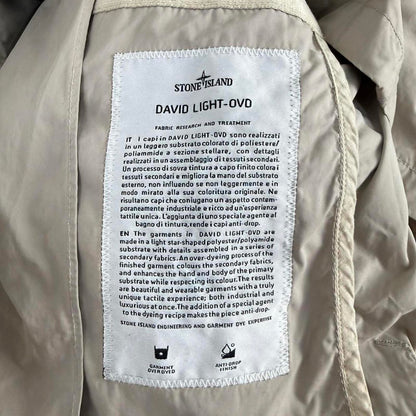 STONE ISLAND
DAVID LIGHT-OVD
FABRIC RESEARCH AND TREATMENT
IT I capi in DAVID LIGHT-OVD sono realizzati
in un leggero substrato colorato di poliestere/
poliammide a sezione stellare, con dettagli
realizzati in un assemblaggio di tessuti secondari.
Un processo di sovra tintura a capo finito colora i
tessuti secondari e migliora la mano del substrato
esterno, non influendo se non leggermente e in
modo mirato alla sua coloritura originale. Ne
risultano capi che coniugano un aspetto contem-
poraneamente industriale e ricco ad un'esperienza
tattile unica. L'aggiunta di uno speciale agente al
bagno di tintura, rende i capi anti-drop.
EN The garments in DAVID LIGHT-OVD are
made in a light star-shaped polyester/polyamide
substrate with details assembled in a series of
secondary fabrics. An over-dyeing process of the
finished garment colours the secondary fabrics,
and enhances the hand and body of the primary
substrate while respecting its colour. The results
are beautiful and wearable garments with a truly
unique tactile experience; both industrial and
luxurious at once. The addition of a special agent
to the dyeing recipe makes the piece anti-drop.
STONE ISLAND ENGINEERING AND GARMENT DYE EXPERTISE
GARMENT
OVERDYED
ANTI-DROP
FINISH